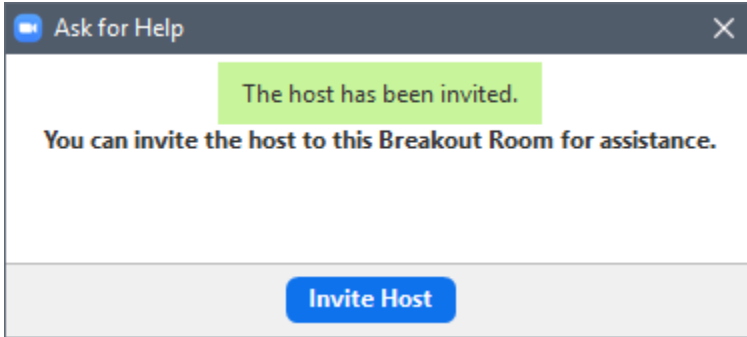 Ask for Help
The host has been invited.
You can invite the host to this Breakout Room for assistance.
Invite Host